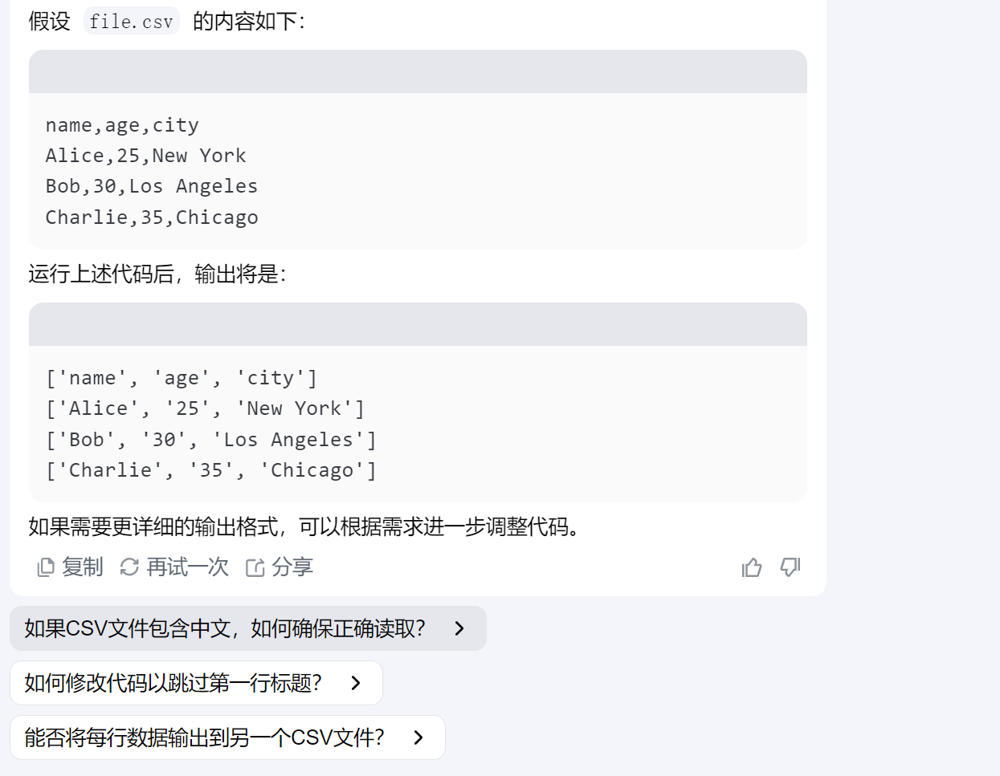 假设 file.csv 的内容如下：
name,age,city
Alice,25,New York
Bob,30,Los Angeles
Charlie,35,Chicago
运行上述代码后，输出将是：
['name', 'age', 'city']
['Alice', '25', 'New York']
['Bob', '30', 'Los Angeles']
['Charlie', '35', 'Chicago']
如果需要更详细的输出格式，可以根据需求进一步调整代码。
复制 再试一次 分享
如果CSV文件包含中文，如何确保正确读取？
如何修改代码以跳过第一行标题？
能否将每行数据输出到另一个CSV文件？